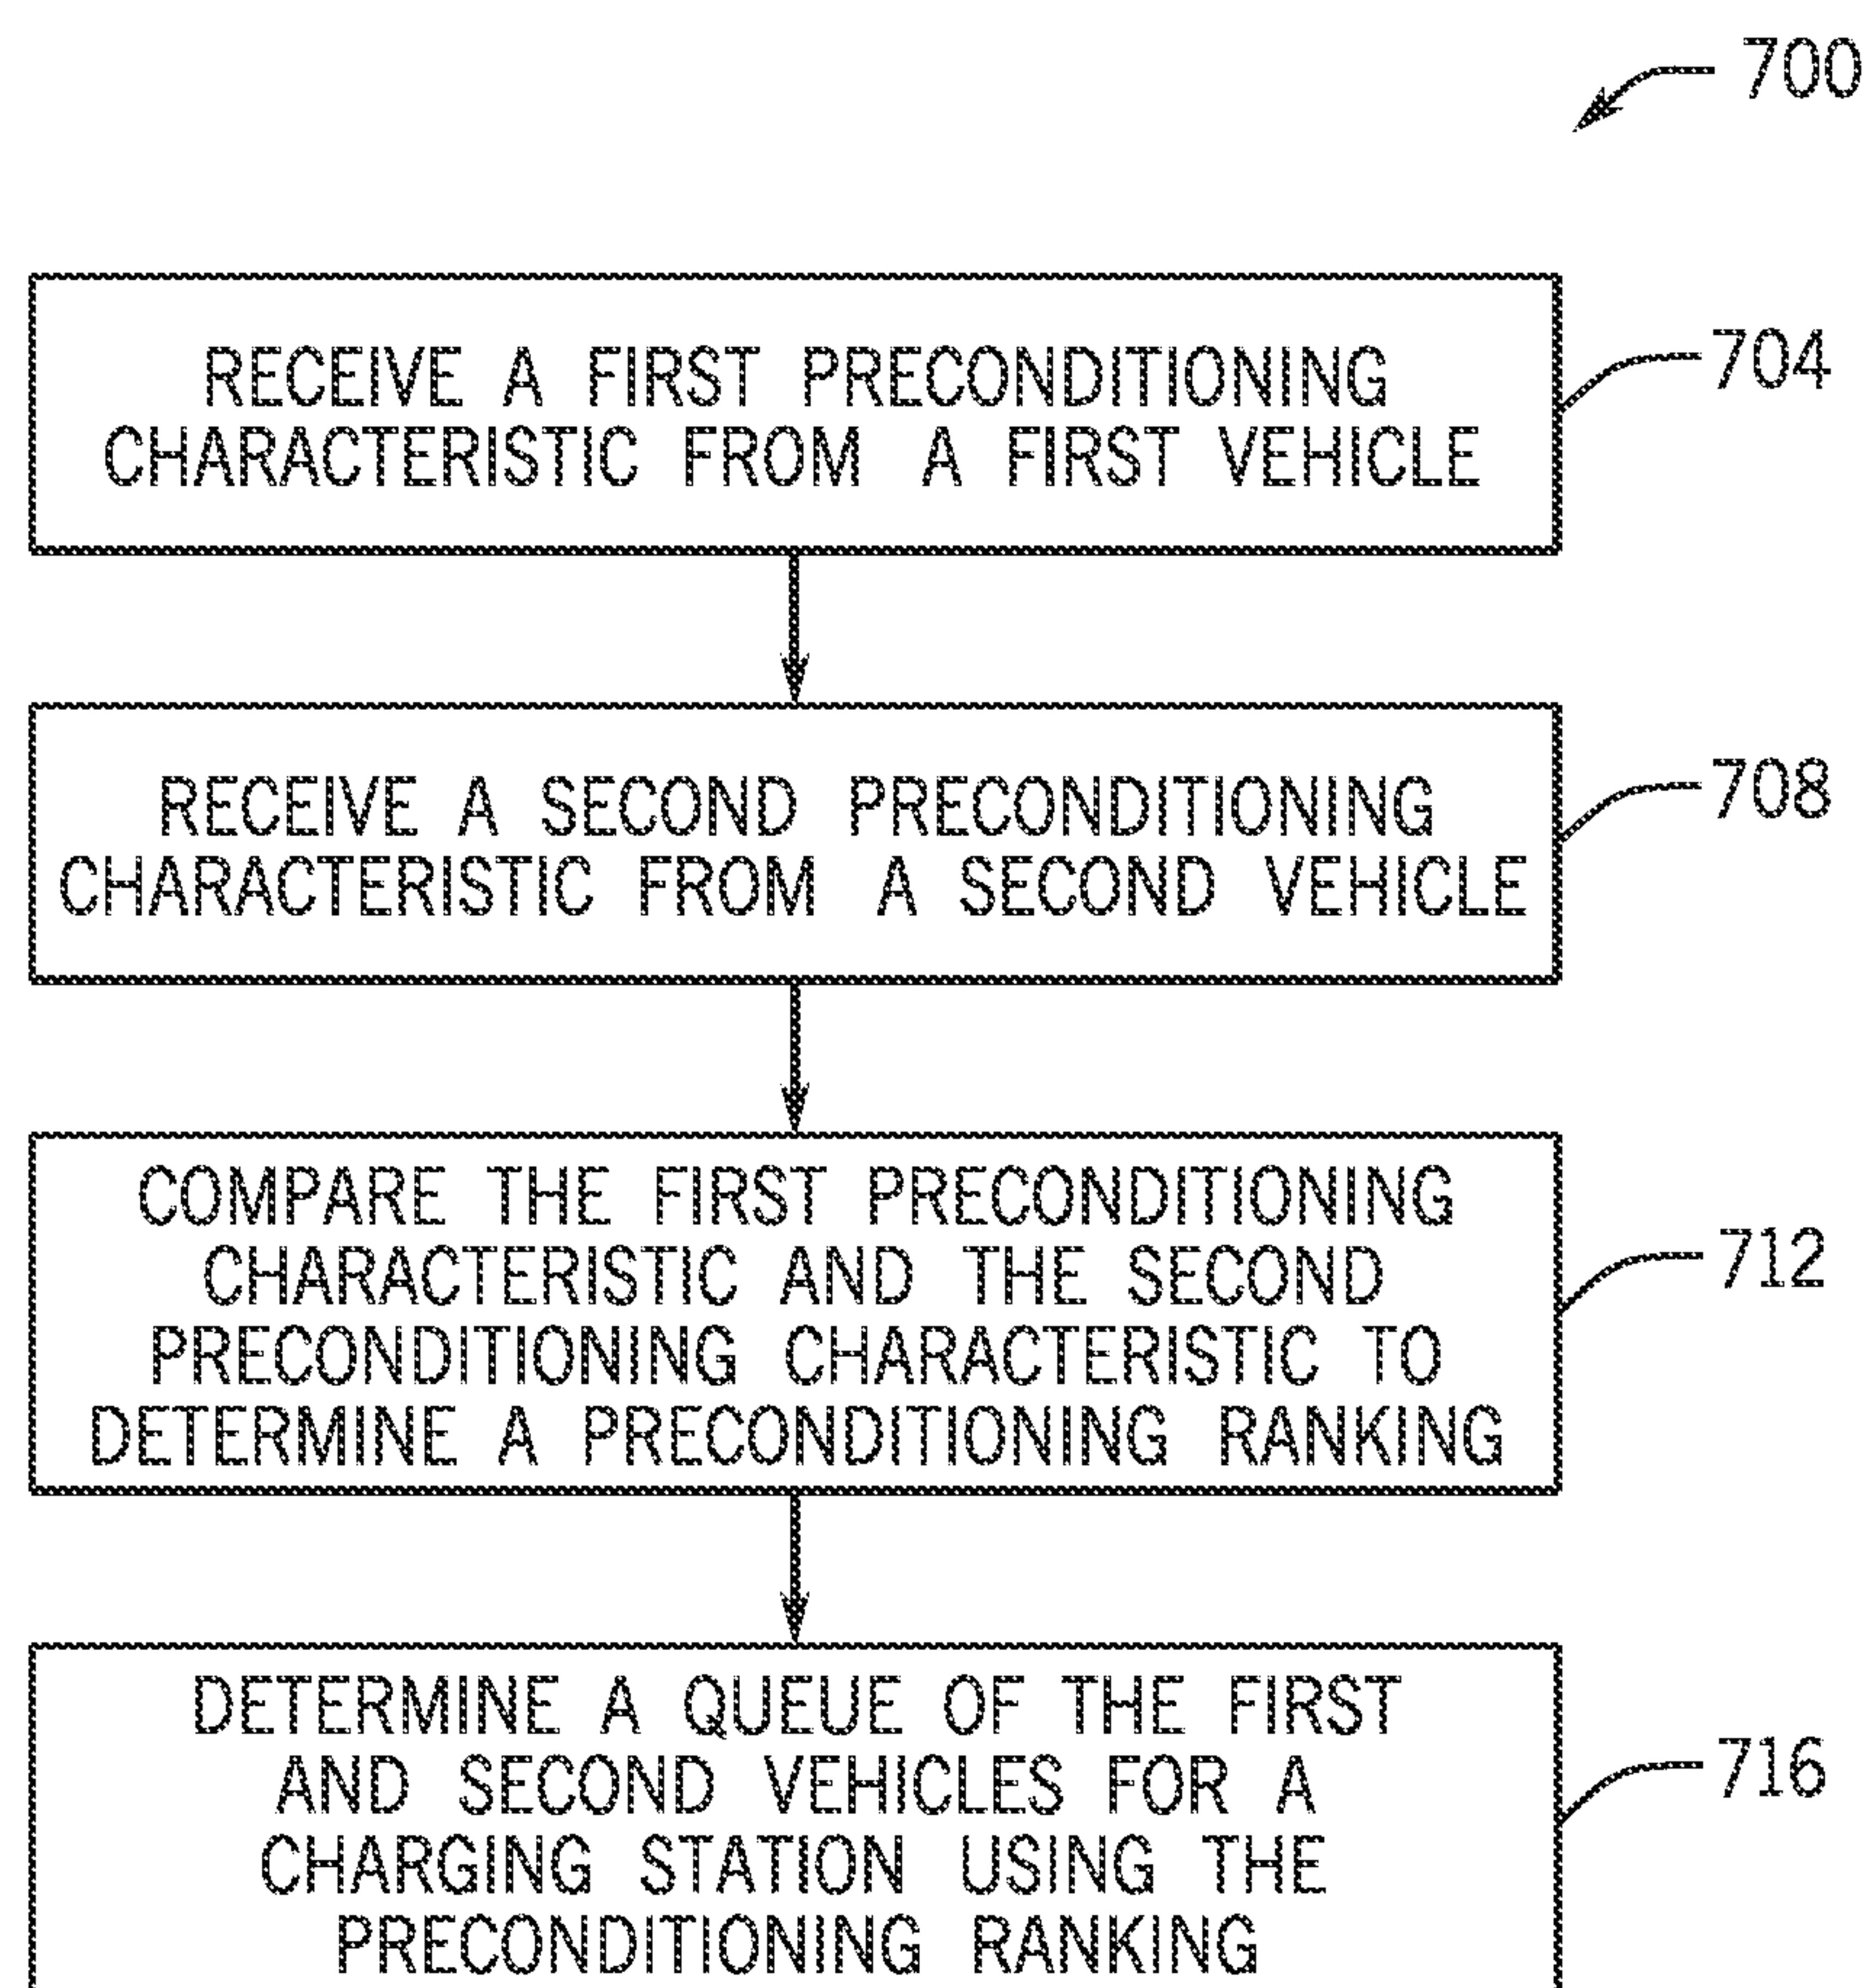 700
RECEIVE A FIRST PRECONDITIONING
CHARACTERISTIC FROM A FIRST VEHICLE
704
RECEIVE A SECOND PRECONDITIONING
CHARACTERISTIC FROM A SECOND VEHICLE
708
COMPARE THE FIRST PRECONDITIONING
CHARACTERISTIC AND THE SECOND
PRECONDITIONING CHARACTERISTIC TO
DETERMINE A PRECONDITIONING RANKING
712
DETERMINE A QUEUE OF THE FIRST
AND SECOND VEHICLES FOR A
CHARGING STATION USING THE
PRECONDITIONING RANKING
716